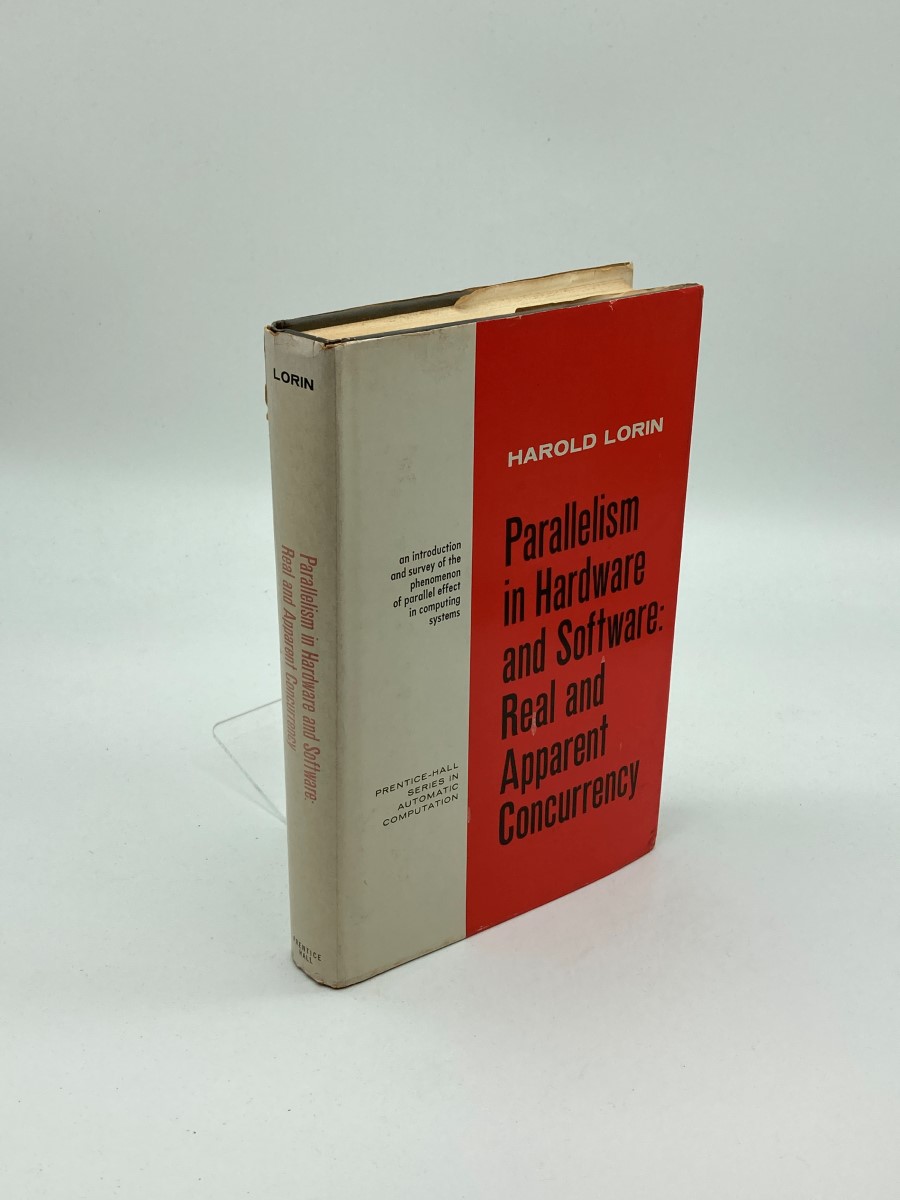 LORIN
Parallelism in Hardware and Software:
Real and Apparent Concurrency
PRENTICE
HALL
an introduction
and survey of the
phenomenon
of parallel effect
in computing
systems
PRENTICE-HALL
SERIES IN
AUTOMATIC
COMPUTATION
HAROLD LORIN
Parallelism
in Hardware
and Software:
Real and
Apparent
Concurrency